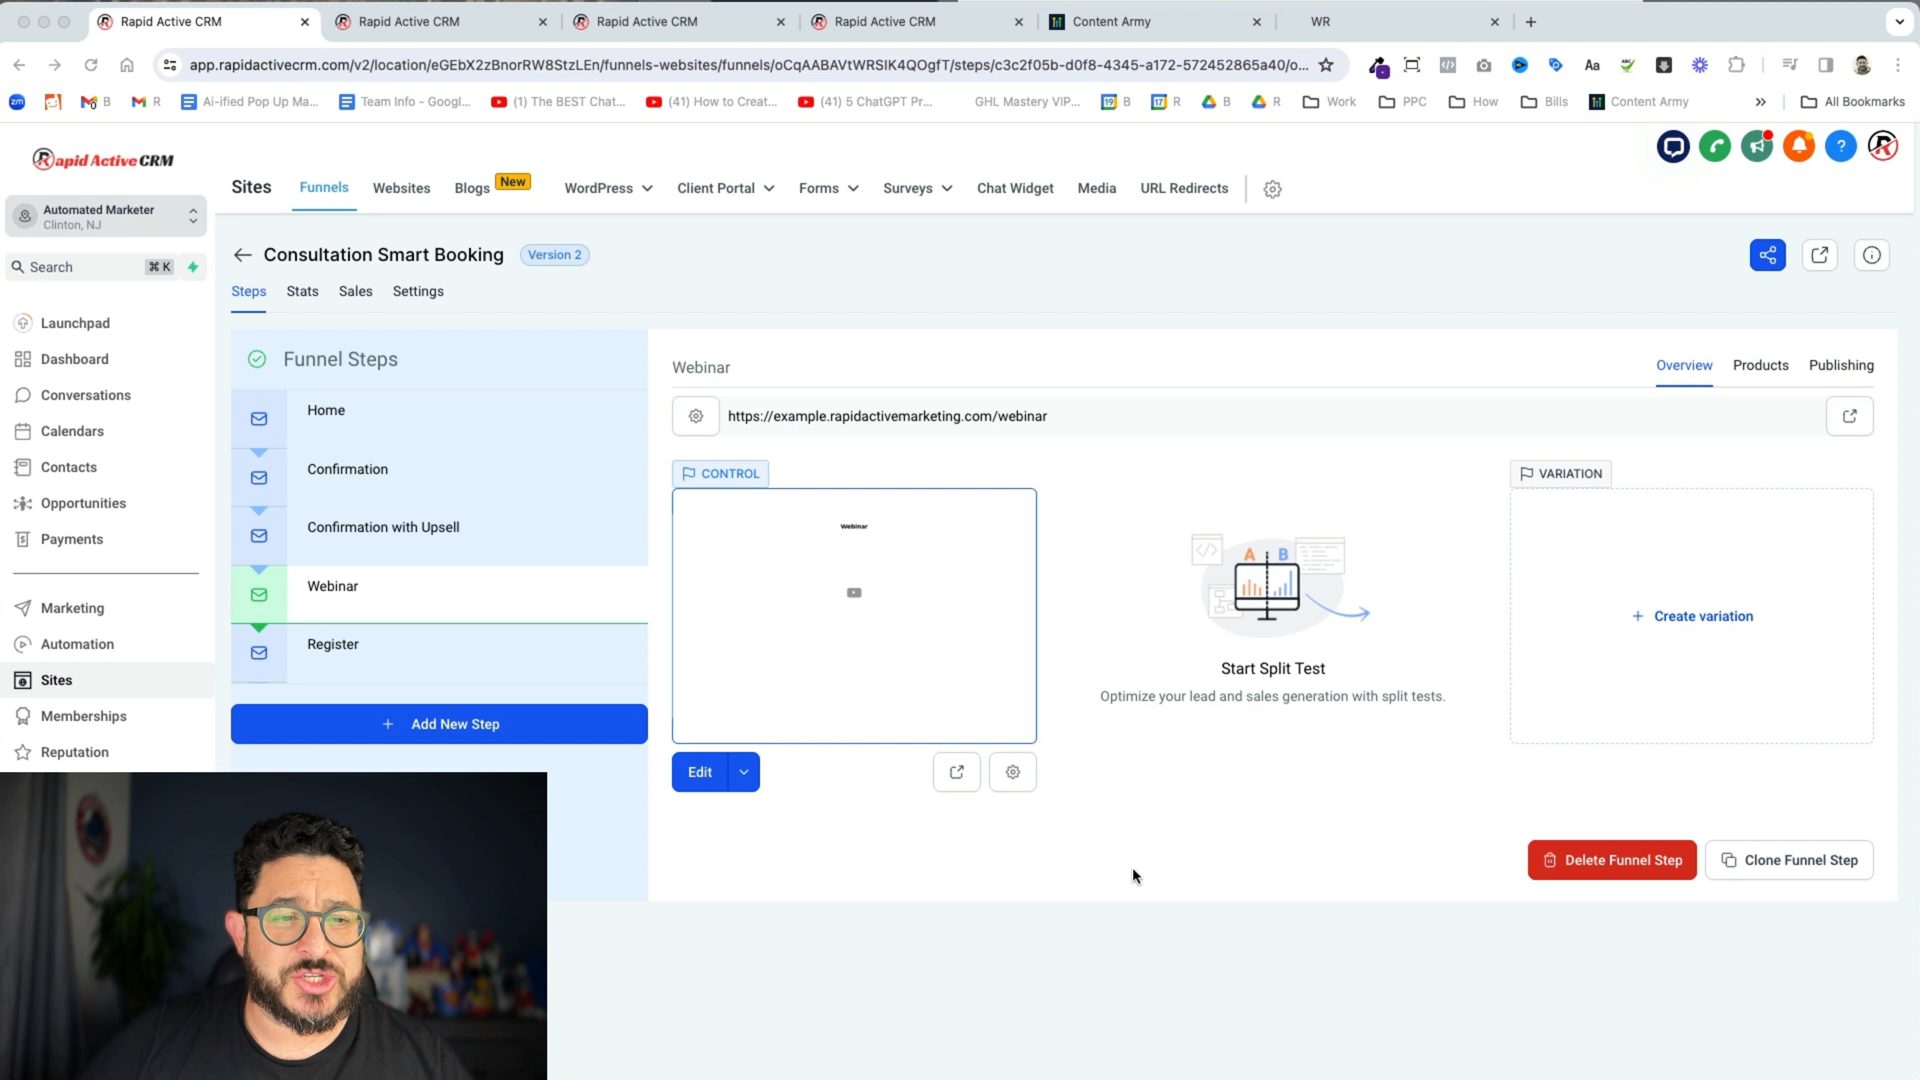 Rapid Active CRM
Rapid Active CRM
Rapid Active CRM
Rapid Active CRM
Content Army
WR
app.rapidactivecrm.com/v2/location/eGEbX2zBnorRW8StzLEn/funnels-websites/funnels/oCqAABAVtWRSIK4QOgfT/steps/c3c2f05b-d0f8-4345-a172-572452865a40/o...
Aa
zm
B
R
Ai-ified Pop Up Ma...
Team Info - Googl...
(1) The BEST Chat...
(41) How to Creat...
(41) 5 ChatGPT Pr...
GHL Mastery VIP...
B
R
B
R
Work
PPC
How
Bills
Content Army
All Bookmarks
Rapid Active CRM
Sites
Funnels
Websites
Blogs
New
WordPress
Client Portal
Forms
Surveys
Chat Widget
Media
URL Redirects
Automated Marketer
Clinton, NJ
Search
⌘ K
Launchpad
Dashboard
Conversations
Calendars
Contacts
Opportunities
Payments
Marketing
Automation
Sites
Memberships
Reputation
Consultation Smart Booking
Version 2
Steps
Stats
Sales
Settings
Funnel Steps
Home
Confirmation
Confirmation with Upsell
Webinar
Register
+ Add New Step
Webinar
Overview
Products
Publishing
https://example.rapidactivemarketing.com/webinar
CONTROL
Webinar
Edit
A B
Start Split Test
Optimize your lead and sales generation with split tests.
VARIATION
+ Create variation
Delete Funnel Step
Clone Funnel Step